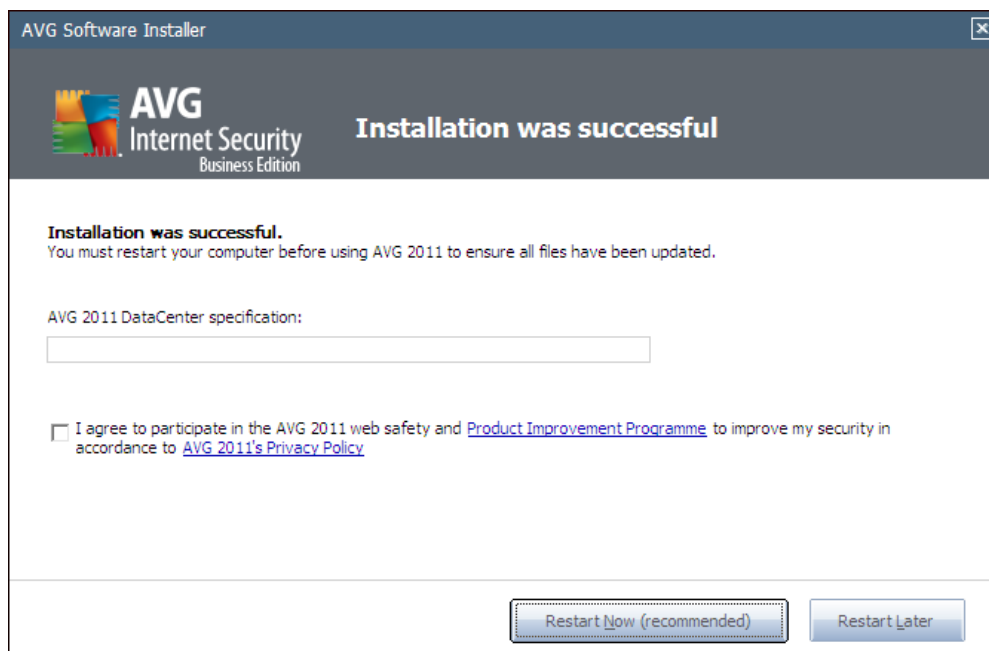 AVG Software Installer
AVG
Internet Security
Business Edition
Installation was successful
Installation was successful.
You must restart your computer before using AVG 2011 to ensure all files have been updated.
AVG 2011 DataCenter specification:
I agree to participate in the AVG 2011 web safety and Product Improvement Programme to improve my security in
accordance to AVG 2011's Privacy Policy
Restart Now (recommended)
Restart Later